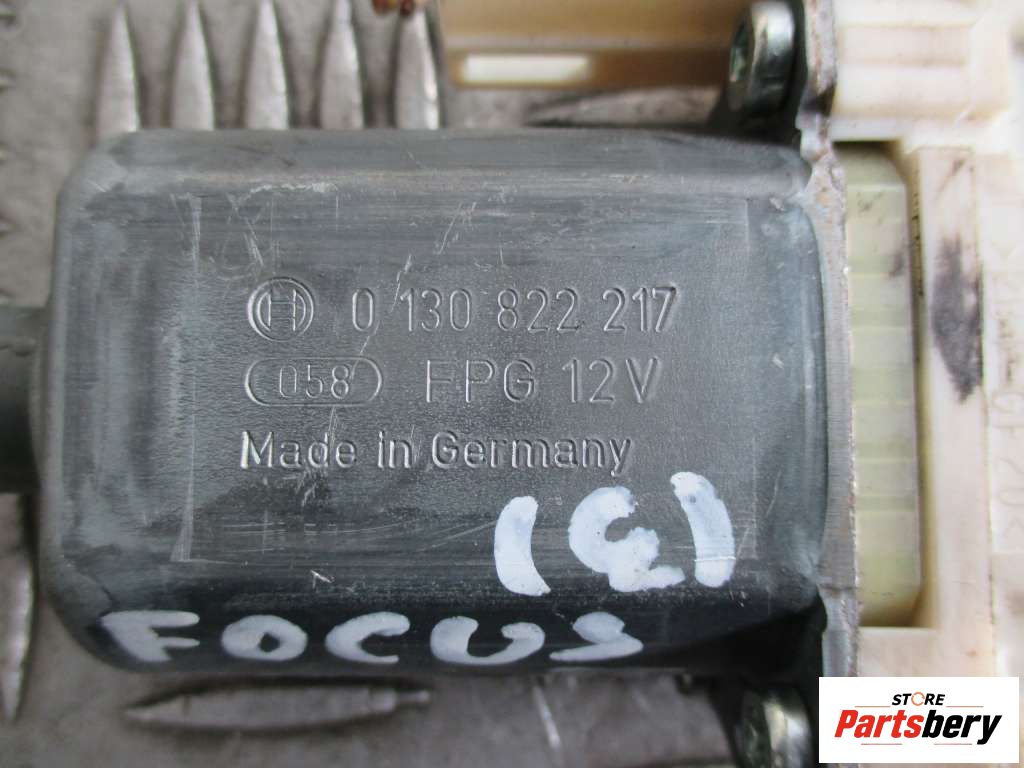 0 130 822 217
058 FPG 12V
Made in Germany
FOCUS
STORE
Partsbery